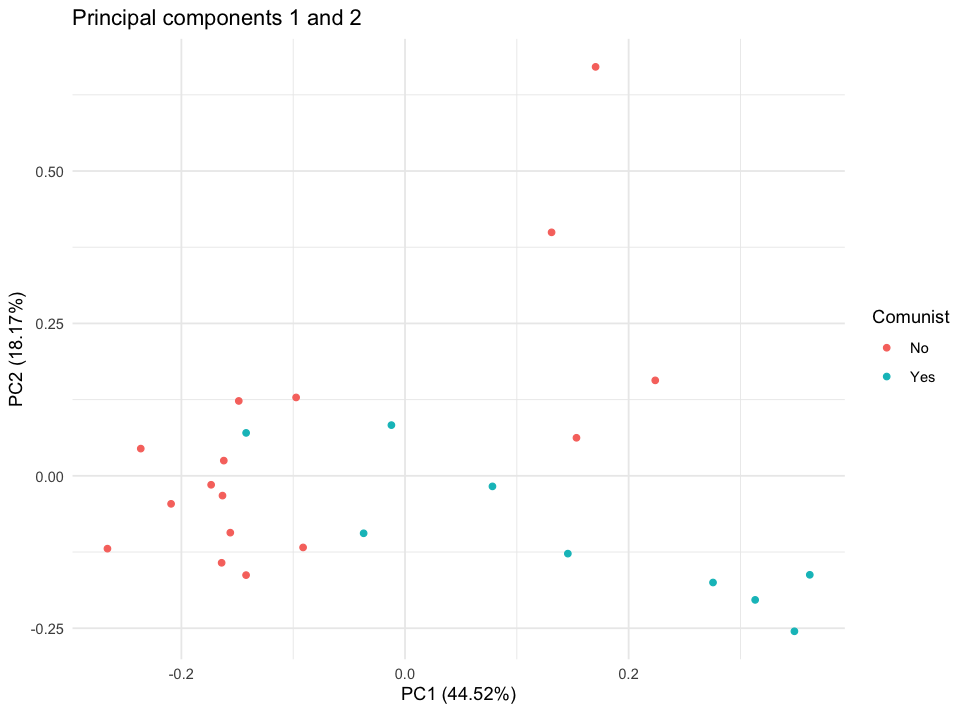 Principal components 1 and 2
PC2 (18.17%)
0.50
0.25
0.00
-0.25
-0.2
0.0
0.2
PC1 (44.52%)
Comunist
No
Yes